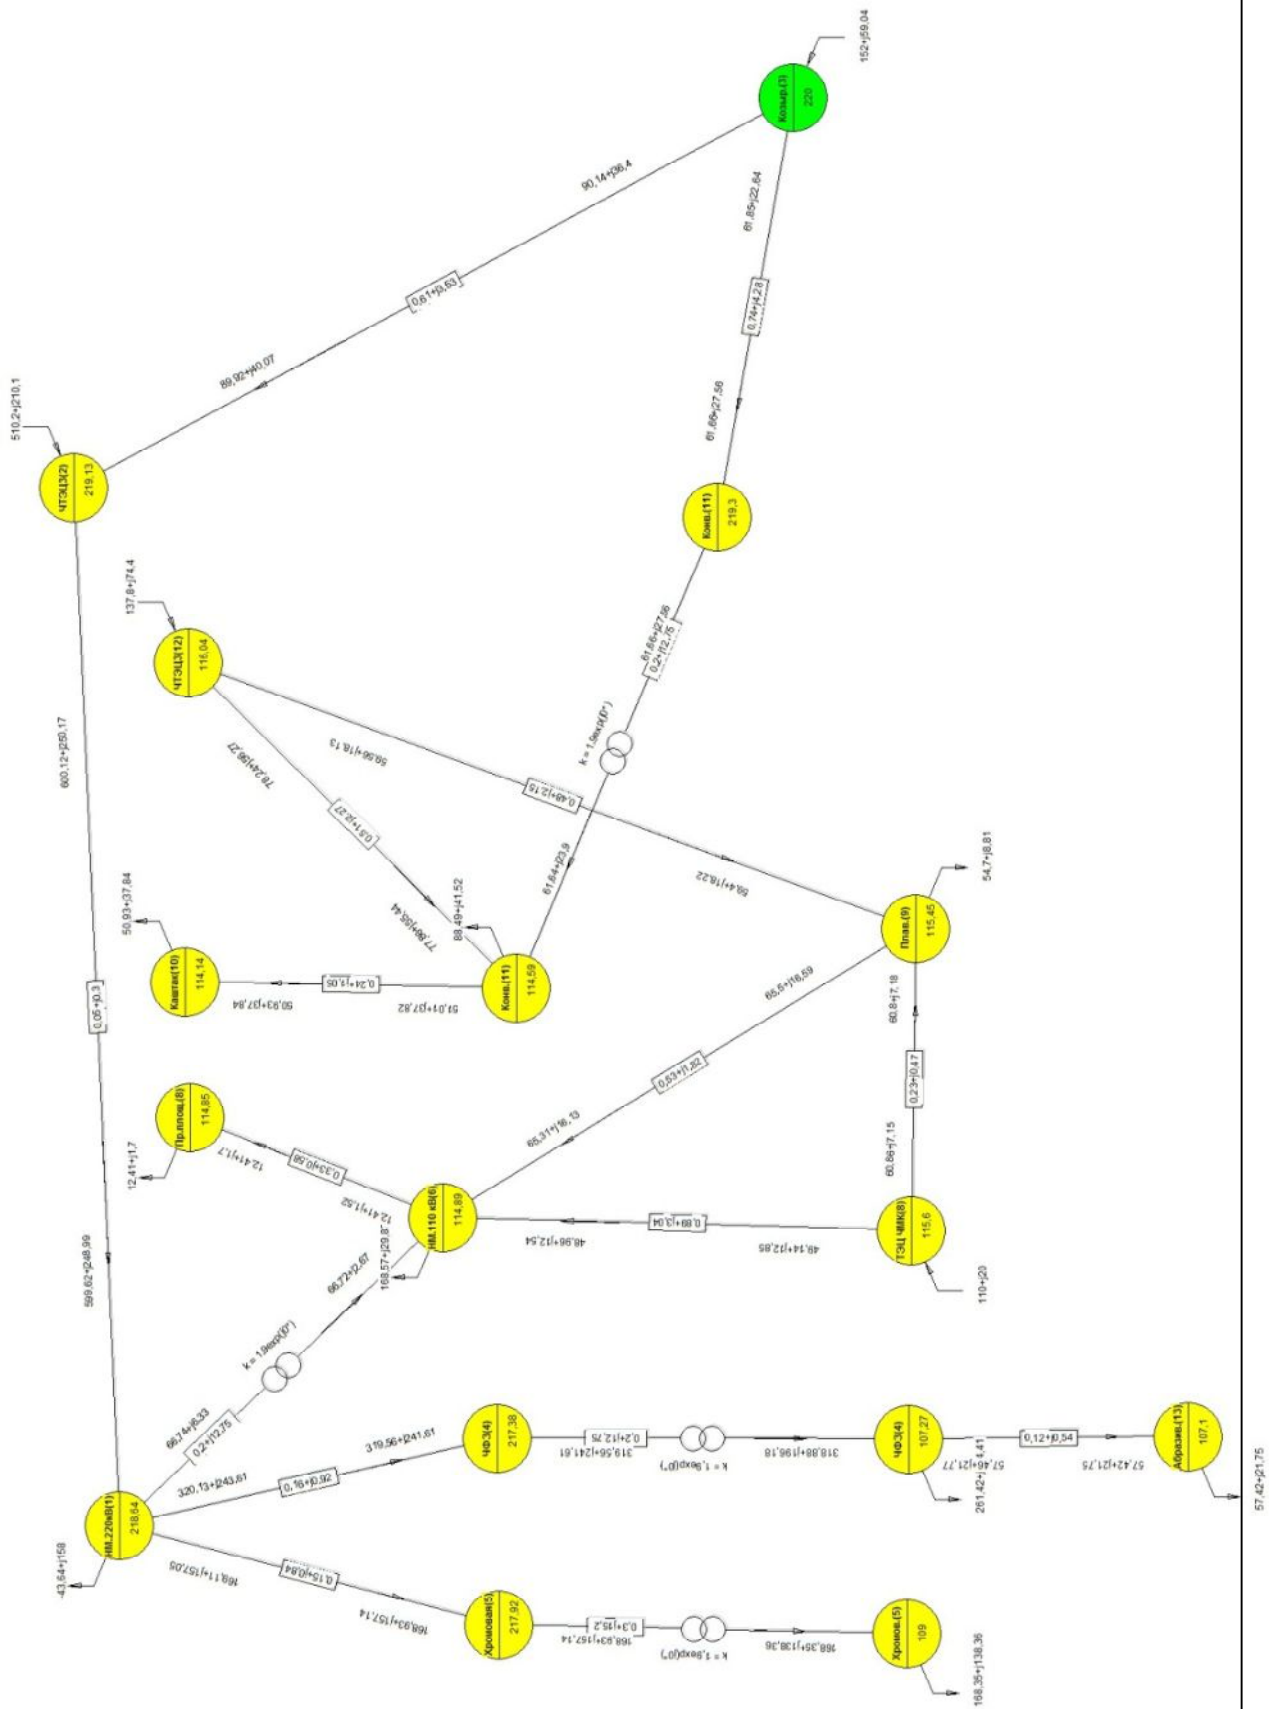 152+j59,04
Козыр.(3)
220
90,14+j36,4
0,61+j3,63
89,92+j40,07
61,85+j22,64
0,74+j4,28
61,66+j27,56
510,2+j210,1
ЧТЭЦ3(2)
219,13
Конв.(11)
219,3
137,8+j74,4
ЧТЭЦ3(12)
116,04
61,66+j27,56
0,2+j12,75
k = 1,9exp(j0°)
61,64+j23,9
600,12+j250,17
0,05+j0,3
599,62+j248,99
78,24+j56,27
0,51+j2,27
77,86+j55,44
59,56+j18,13
0,48+j2,15
59,4+j18,22
50,93+j37,84
Каштак(10)
114,14
50,93+j37,84
0,24+j1,05
51,01+j37,82
88,49+j41,52
Конв.(11)
114,59
Плав.(9)
115,45
54,7+j8,81
65,5+j16,59
0,53+j1,82
65,31+j16,13
60,8+j7,18
0,23+j0,47
60,86+j7,15
Пр.площ.(8)
114,85
12,41+j1,7
12,41+j1,7
0,33+j0,58
12,41+j1,52
НМ.110 кВ(6)
114,89
168,57+j29,8
48,96+j12,54
0,89+j3,04
49,14+j12,85
ТЭЦ ЧМК(8)
115,6
110+j20
66,72+j2,67
k = 1,9exp(j0°)
0,2+j12,75
66,74+j6,33
НМ.220кВ(1)
218,64
-43,64+j158
320,13+j243,61
0,16+j0,92
319,56+j241,61
ЧФЗ(4)
217,38
319,56+j241,61
0,2+j12,75
k = 1,9exp(j0°)
318,88+j196,18
ЧФЗ(4)
107,27
57,46+j21,77
0,12+j0,54
57,42+j21,75
Абразив.(13)
107,1
57,42+j21,75
169,11+j157,05
0,15+j0,84
168,93+j157,14
Хромовая(5)
217,92
168,93+j157,14
0,3+j15,2
k = 1,9exp(j0°)
168,35+j138,36
Хромов.(5)
109
168,35+j138,36